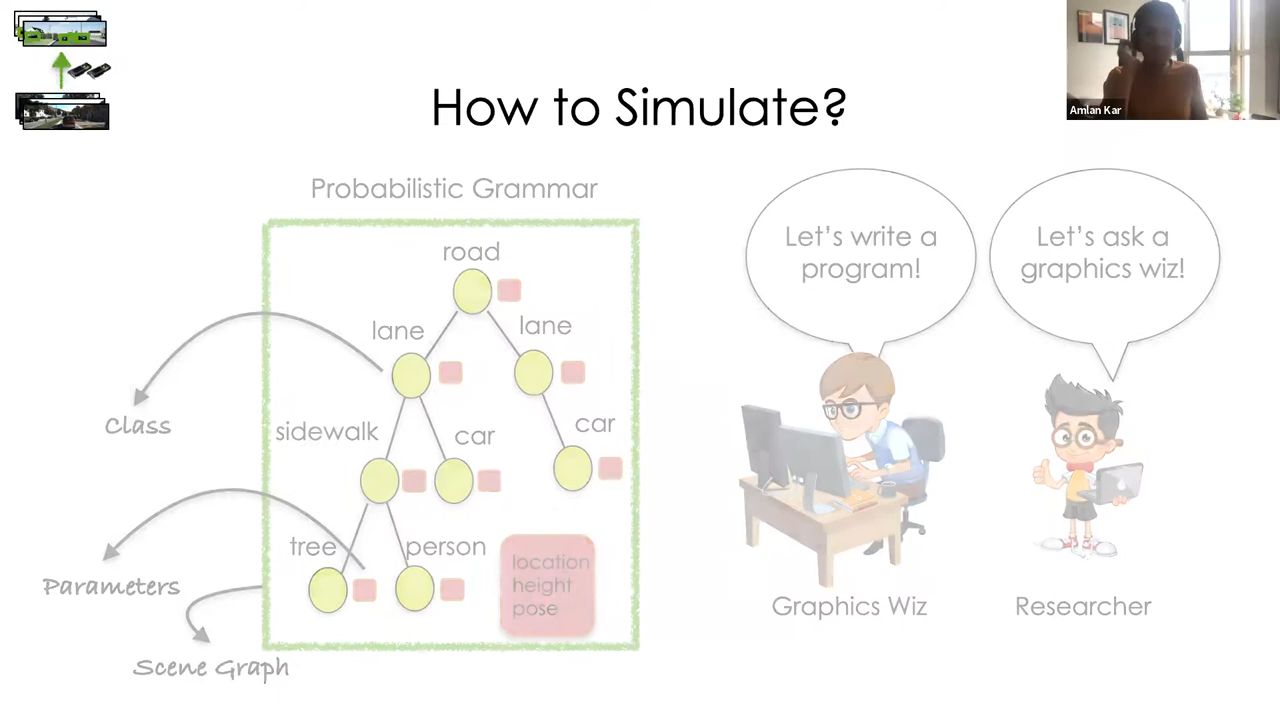 Amlan Kar
How to Simulate?
Probabilistic Grammar
road
lane
lane
sidewalk
car
car
tree
person
location
height
pose
Class
Parameters
Scene Graph
Let's write a
program!
Let's ask a
graphics wiz!
Graphics Wiz
Researcher